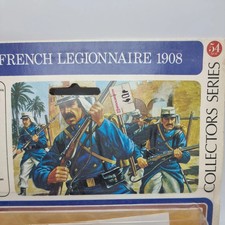 FRENCH LEGIONNAIRE 1908
54
COLLECTORS SERIES